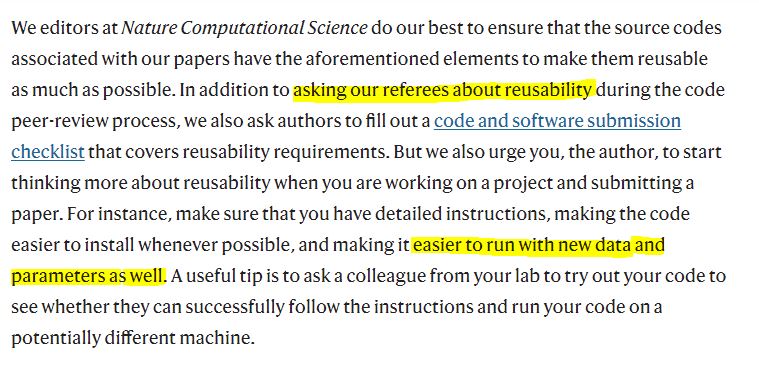 We editors at Nature Computational Science do our best to ensure that the source codes
associated with our papers have the aforementioned elements to make them reusable
as much as possible. In addition to asking our referees about reusability during the code
peer-review process, we also ask authors to fill out a code and software submission
checklist that covers reusability requirements. But we also urge you, the author, to start
thinking more about reusability when you are working on a project and submitting a
paper. For instance, make sure that you have detailed instructions, making the code
easier to install whenever possible, and making it easier to run with new data and
parameters as well. A useful tip is to ask a colleague from your lab to try out your code to
see whether they can successfully follow the instructions and run your code on a
potentially different machine.